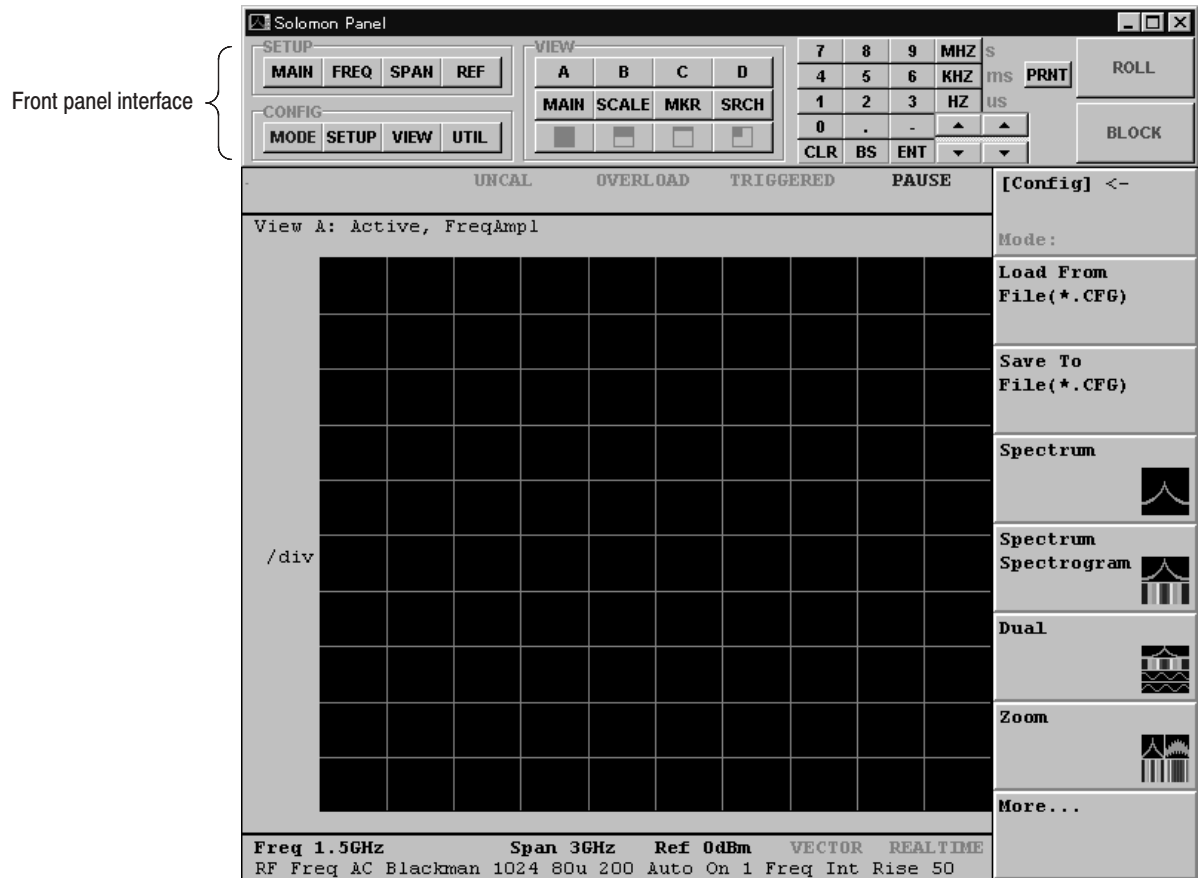 Solomon Panel
Front panel interface
SETUP
MAIN FREQ SPAN REF
CONFIG
MODE SETUP VIEW UTIL
VIEW
A B C D
MAIN SCALE MKR SRCH
7 8 9 MHZ s
4 5 6 KHZ ms PRNT
1 2 3 HZ us
0 . -
CLR BS ENT
ROLL
BLOCK
UNCAL OVERLOAD TRIGGERED PAUSE
View A: Active, FreqAmpl
/div
[Config] <-
Mode:
Load From
File(*.CFG)
Save To
File(*.CFG)
Spectrum
Spectrum
Spectrogram
Dual
Zoom
More...
Freq 1.5GHz Span 3GHz Ref 0dBm VECTOR REALTIME
RF Freq AC Blackman 1024 80u 200 Auto On 1 Freq Int Rise 50